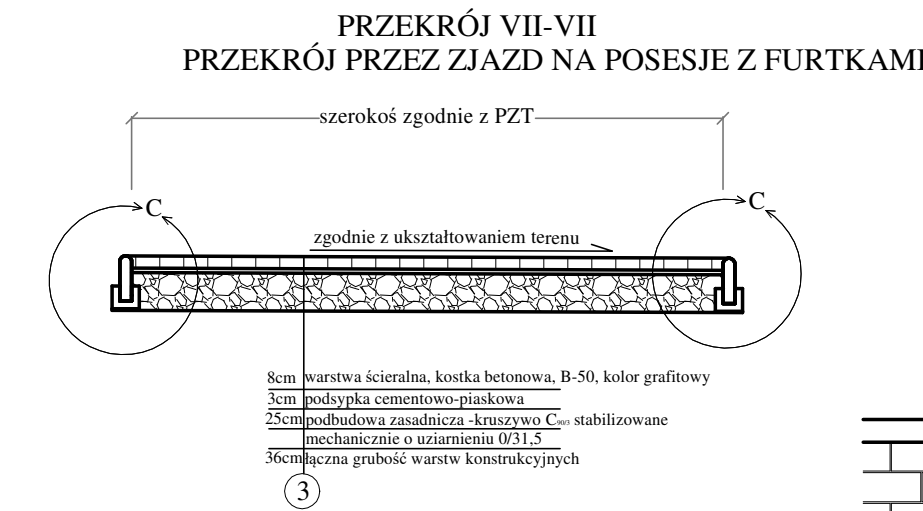 PRZEKRÓJ VII-VII
PRZEKRÓJ PRZEZ ZJAZD NA POSESJE Z FURTKAMI
szerokoś zgodnie z PZT
C
C
zgodnie z ukształtowaniem terenu
8cm warstwa ścieralna, kostka betonowa, B-50, kolor grafitowy
3cm podsypka cementowo-piaskowa
25cm podbudowa zasadnicza -kruszywo C90/3 stabilizowane
mechanicznie o uziarnieniu 0/31,5
36cm łączna grubość warstw konstrukcyjnych
3